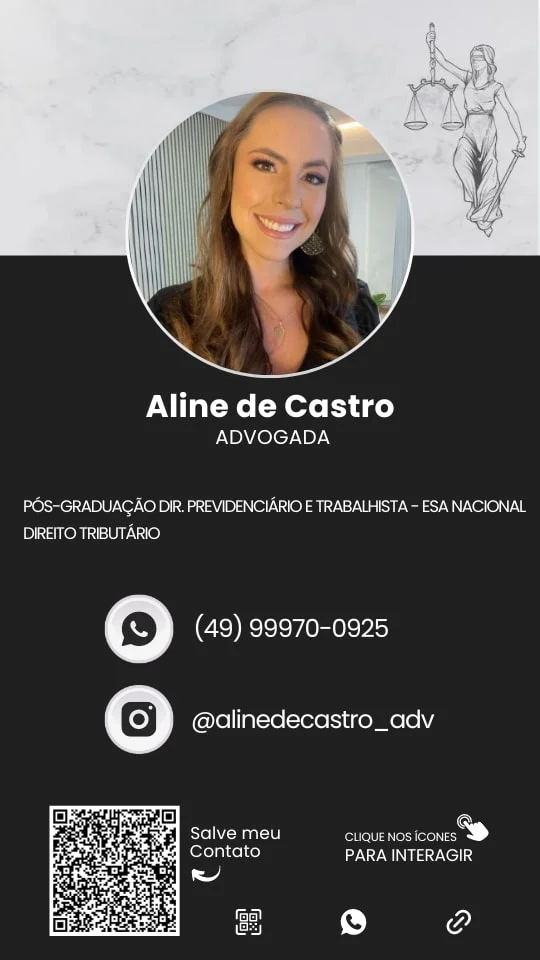 Aline de Castro
ADVOGADA
PÓS-GRADUAÇÃO DIR. PREVIDENCIÁRIO E TRABALHISTA - ESA NACIONAL
DIREITO TRIBUTÁRIO
(49) 99970-0925
@alinedecastro_adv
Salve meu
Contato
CLIQUE NOS ÍCONES
PARA INTERAGIR